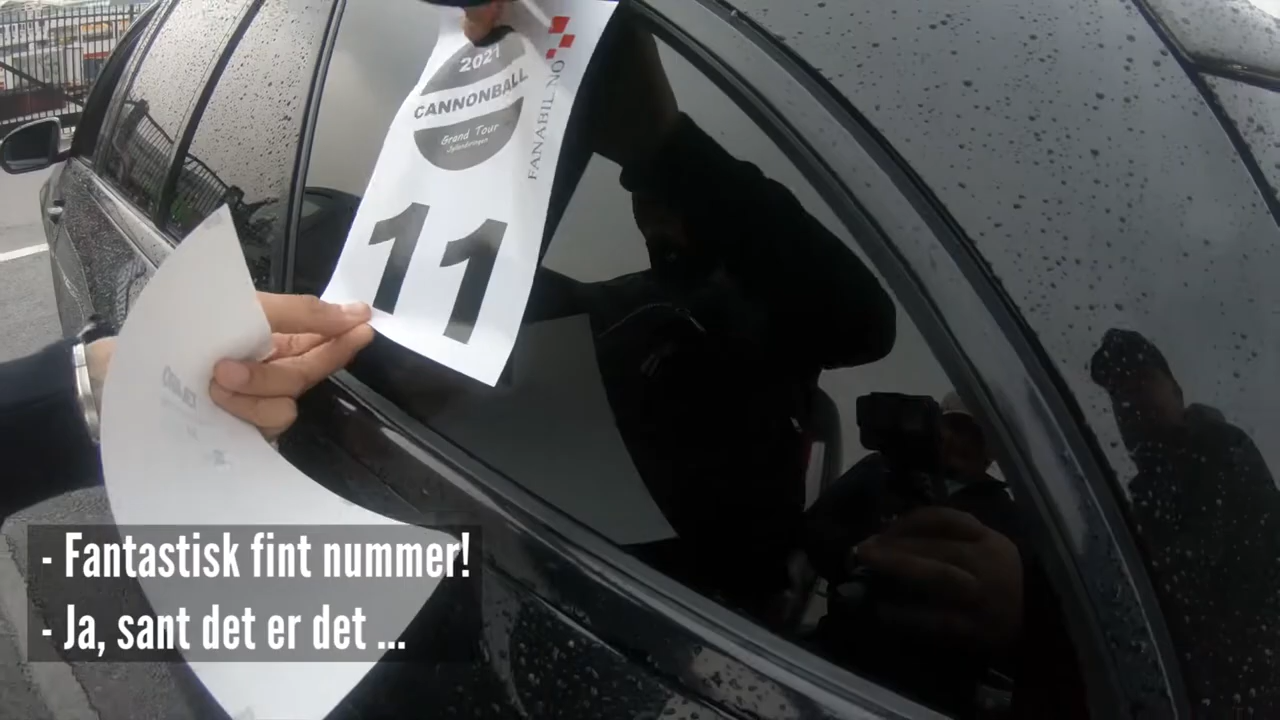 2021
CANNONBALL
Grand Tour
FANABIL.NO
11
- Fantastisk fint nummer!
- Ja, sant det er det ...